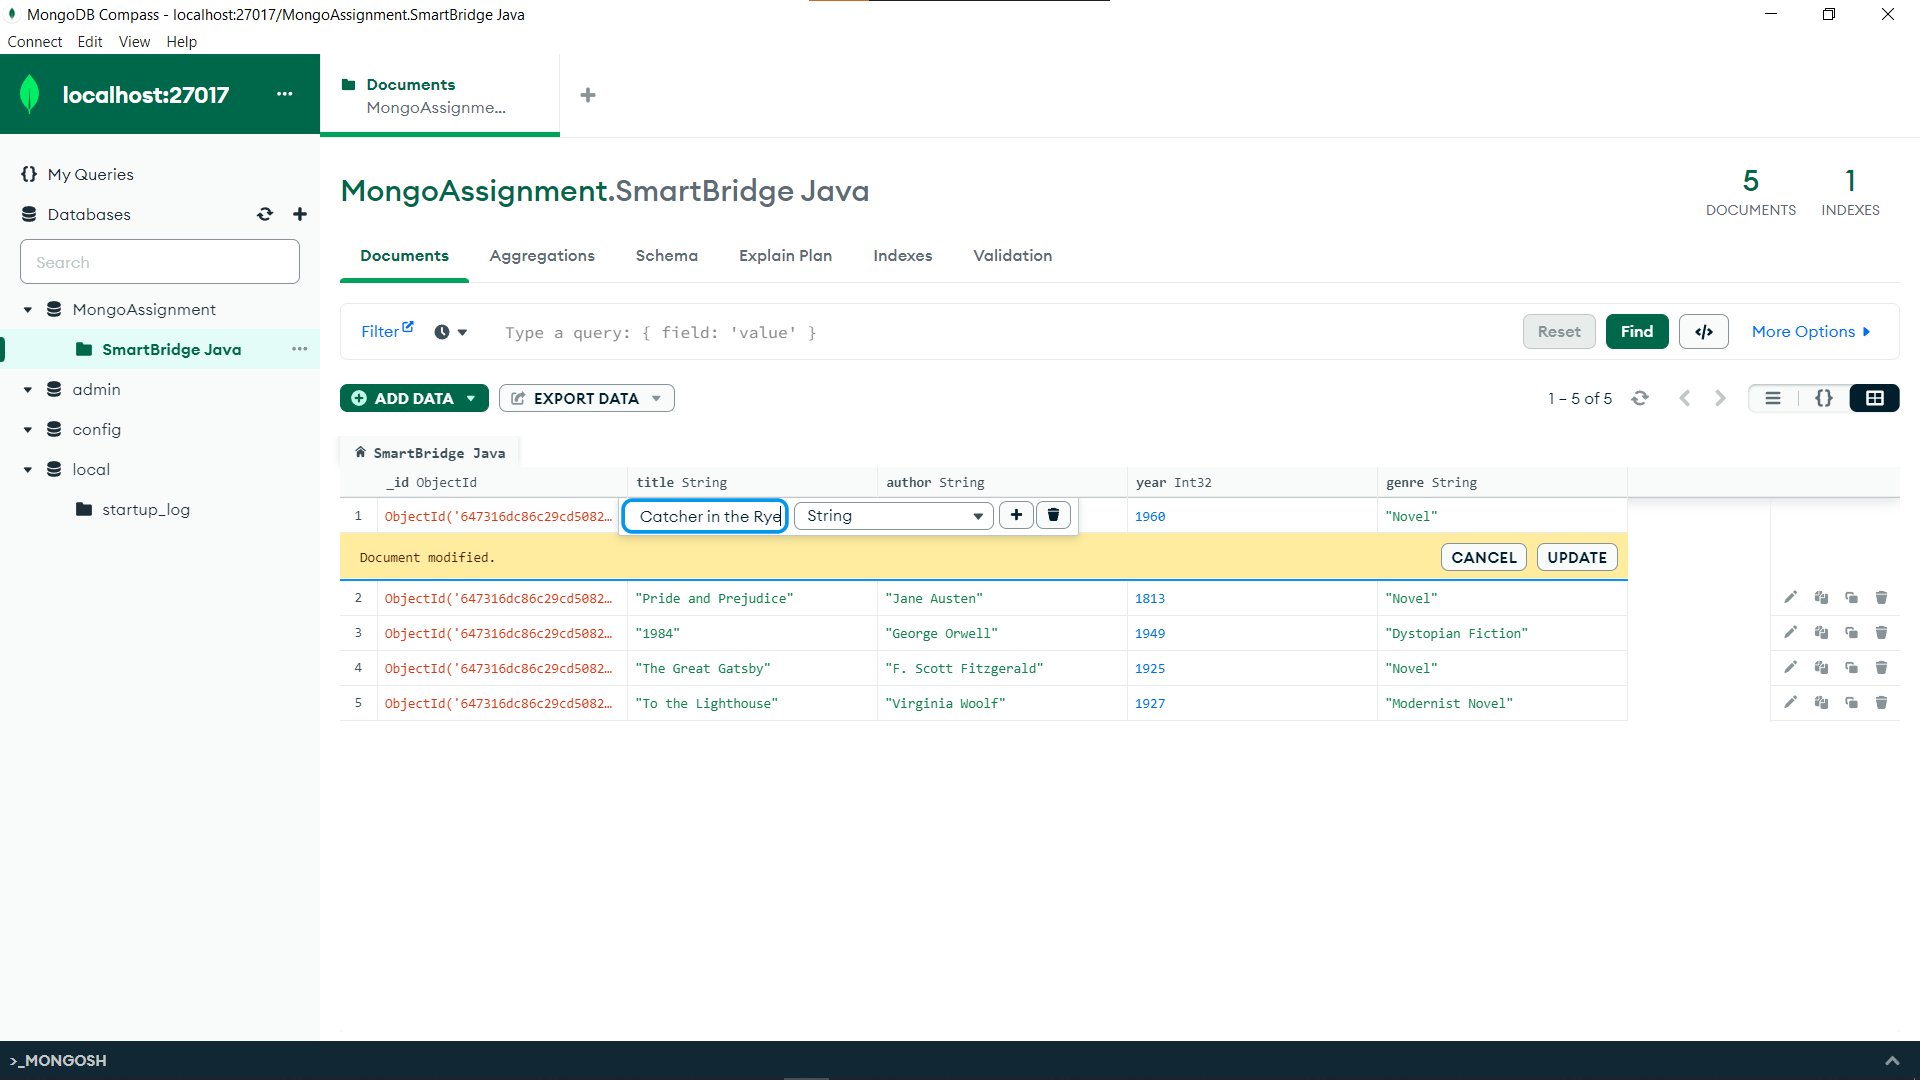 MongoDB Compass - localhost:27017/MongoAssignment.SmartBridge Java
Connect Edit View Help
localhost:27017 ...
Documents
MongoAssignme...
{} My Queries
Databases
Search
MongoAssignment
SmartBridge Java
admin
config
local
startup_log
MongoAssignment.SmartBridge Java
5 1
DOCUMENTS INDEXES
Documents Aggregations Schema Explain Plan Indexes Validation
Filter Type a query: { field: 'value' } Reset Find </> More Options
ADD DATA EXPORT DATA 1 – 5 of 5 {}
SmartBridge Java
_id ObjectId title String author String year Int32 genre String
1 ObjectId('647316dc86c29cd5082… Catcher in the Rye String 1960 "Novel"
Document modified. CANCEL UPDATE
2 ObjectId('647316dc86c29cd5082… "Pride and Prejudice" "Jane Austen" 1813 "Novel"
3 ObjectId('647316dc86c29cd5082… "1984" "George Orwell" 1949 "Dystopian Fiction"
4 ObjectId('647316dc86c29cd5082… "The Great Gatsby" "F. Scott Fitzgerald" 1925 "Novel"
5 ObjectId('647316dc86c29cd5082… "To the Lighthouse" "Virginia Woolf" 1927 "Modernist Novel"
>_MONGOSH